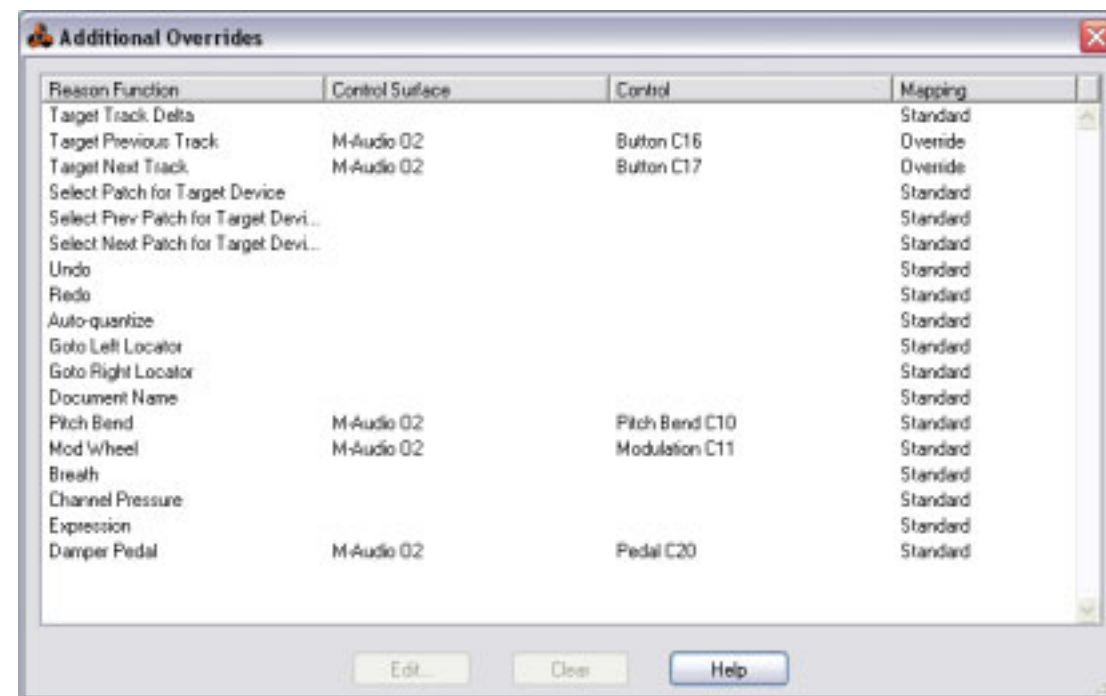 Additional Overrides
Reason Function Control Surface Control Mapping
Target Track Delta Standard
Target Previous Track M-Audio O2 Button C16 Override
Target Next Track M-Audio O2 Button C17 Override
Select Patch for Target Device Standard
Select Prev Patch for Target Devi... Standard
Select Next Patch for Target Devi... Standard
Undo Standard
Redo Standard
Auto-quantize Standard
Goto Left Locator Standard
Goto Right Locator Standard
Document Name Standard
Pitch Bend M-Audio O2 Pitch Bend C10 Standard
Mod Wheel M-Audio O2 Modulation C11 Standard
Breath Standard
Channel Pressure Standard
Expression Standard
Damper Pedal M-Audio O2 Pedal C20 Standard
Edit... Clear Help